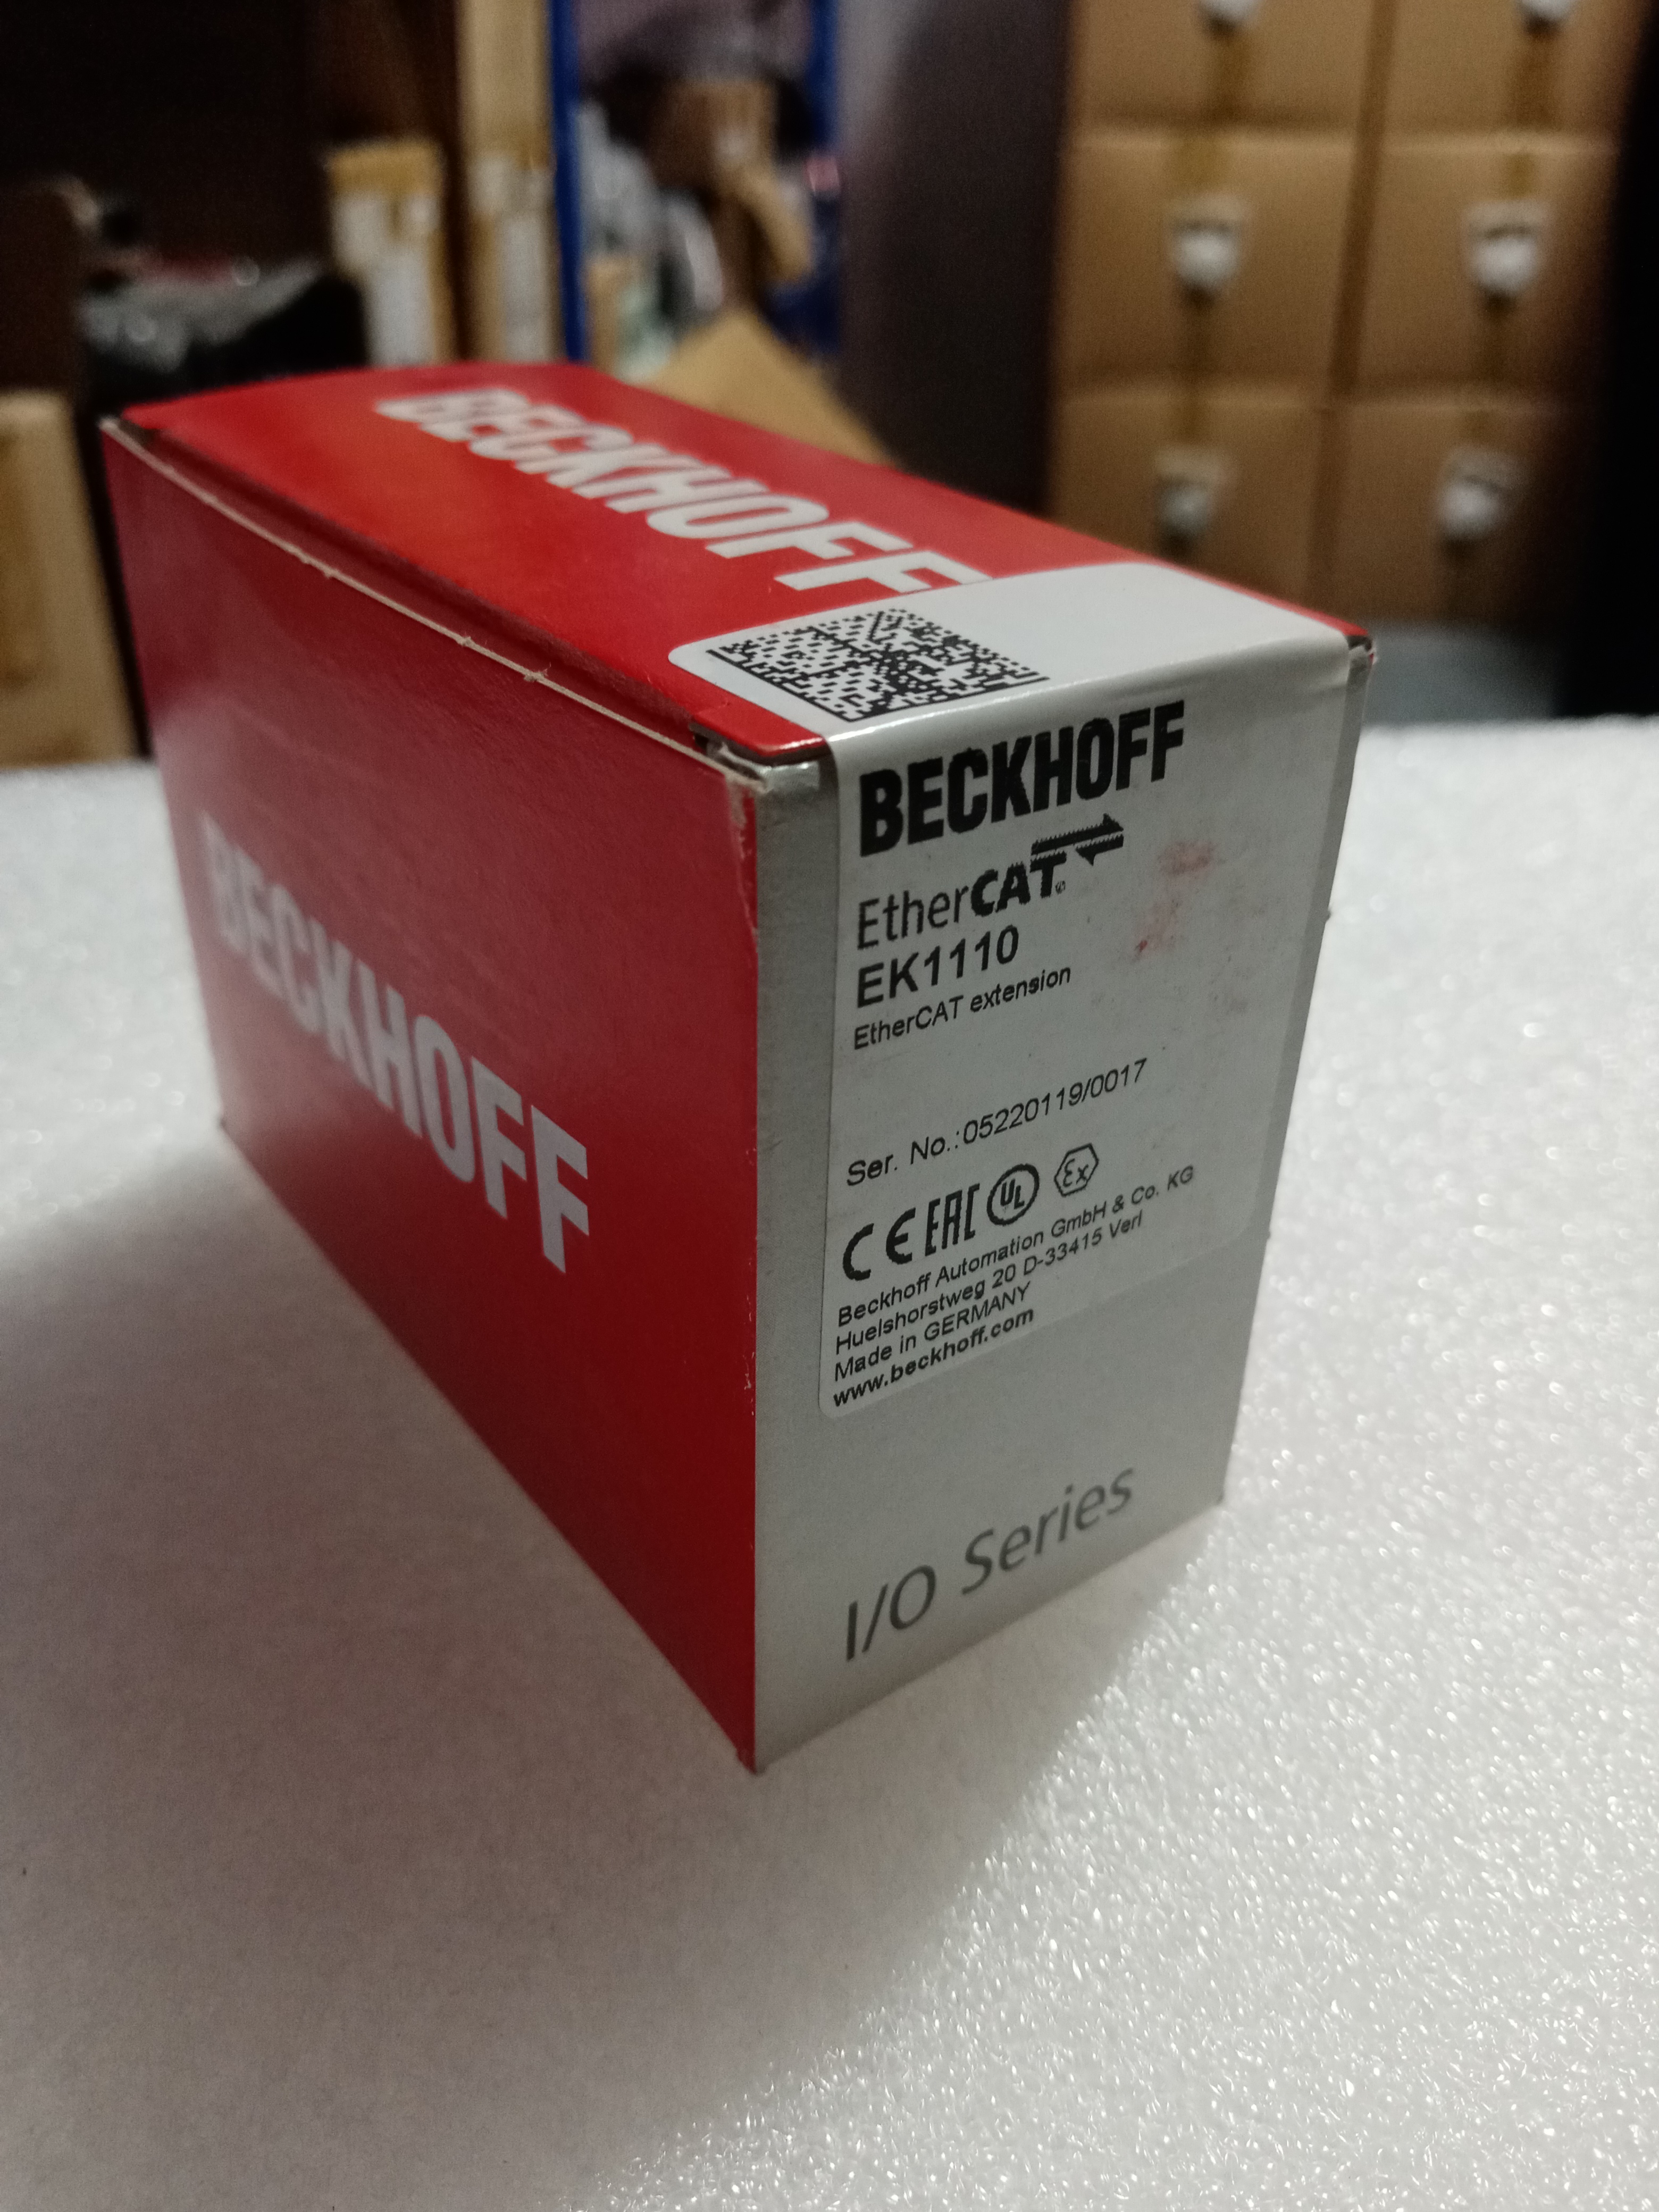 BECKHOFF
BECKHOFF
BECKHOFF
EtherCAT®
EK1110
EtherCAT extension
Ser. No.:05220119/0017
CE EAC UL Ex
Beckhoff Automation GmbH & Co. KG
Huelshorstweg 20 D-33415 Verl
Made in GERMANY
www.beckhoff.com
I/O Series